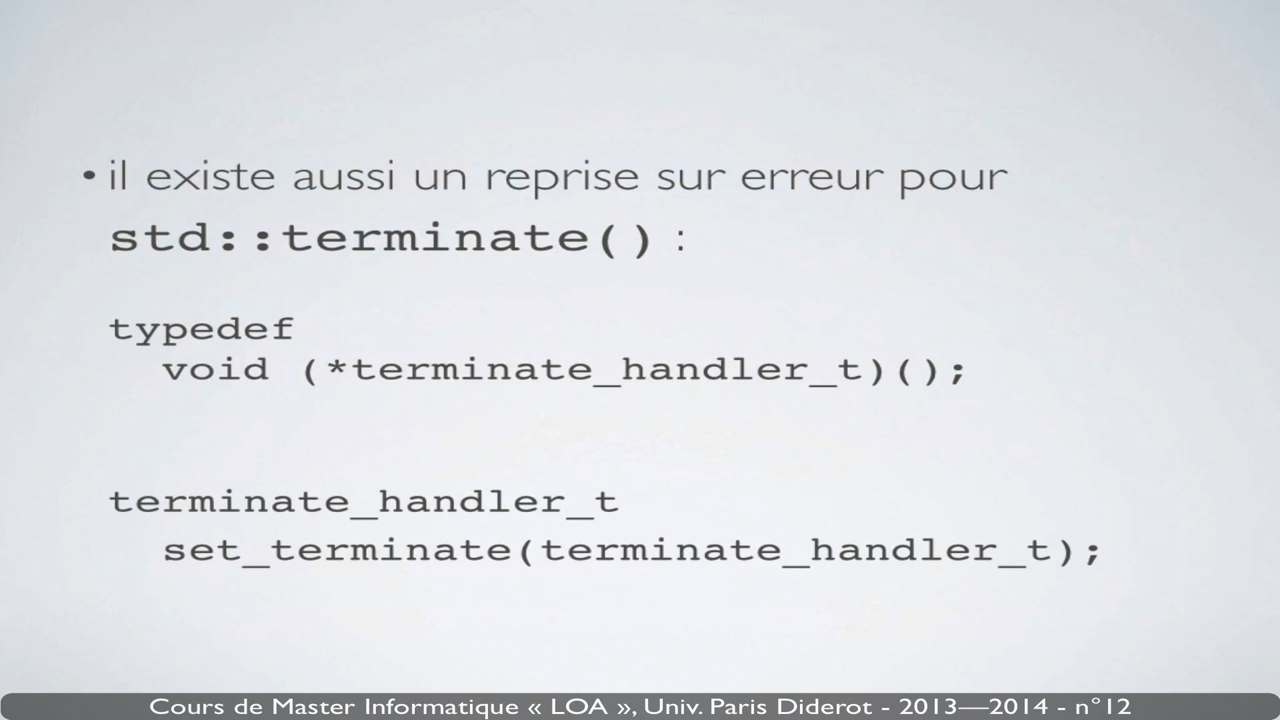 • il existe aussi un reprise sur erreur pour
std::terminate() :
typedef
void (*terminate_handler_t)();
terminate_handler_t
set_terminate(terminate_handler_t);
Cours de Master Informatique « LOA », Univ. Paris Diderot - 2013—2014 - n°12